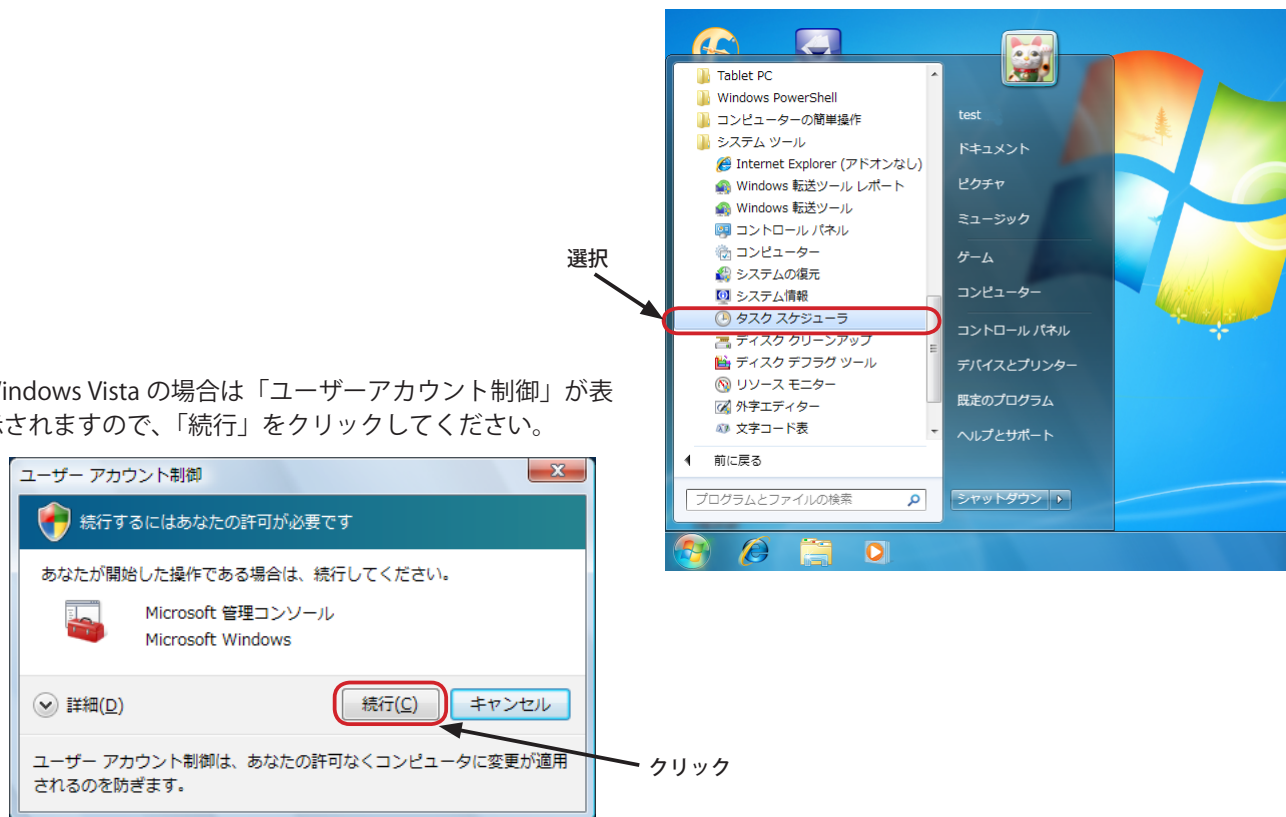 Tablet PC
Windows PowerShell
コンピューターの簡単操作
システム ツール
Internet Explorer (アドオンなし)
Windows 転送ツール レポート
Windows 転送ツール
コントロール パネル
コンピューター
システムの復元
システム情報
タスク スケジューラ
ディスク クリーンアップ
ディスク デフラグ ツール
リソース モニター
外字エディター
文字コード表
前に戻る
プログラムとファイルの検索
test
ドキュメント
ピクチャ
ミュージック
ゲーム
コンピューター
コントロール パネル
デバイスとプリンター
既定のプログラム
ヘルプとサポート
シャットダウン
選択
Windows Vista の場合は「ユーザーアカウント制御」が表
示されますので、「続行」をクリックしてください。
ユーザー アカウント制御
続行するにはあなたの許可が必要です
あなたが開始した操作である場合は、続行してください。
Microsoft 管理コンソール
Microsoft Windows
詳細(D)
続行(C)
キャンセル
ユーザー アカウント制御は、あなたの許可なくコンピュータに変更が適用
されるのを防ぎます。
クリック